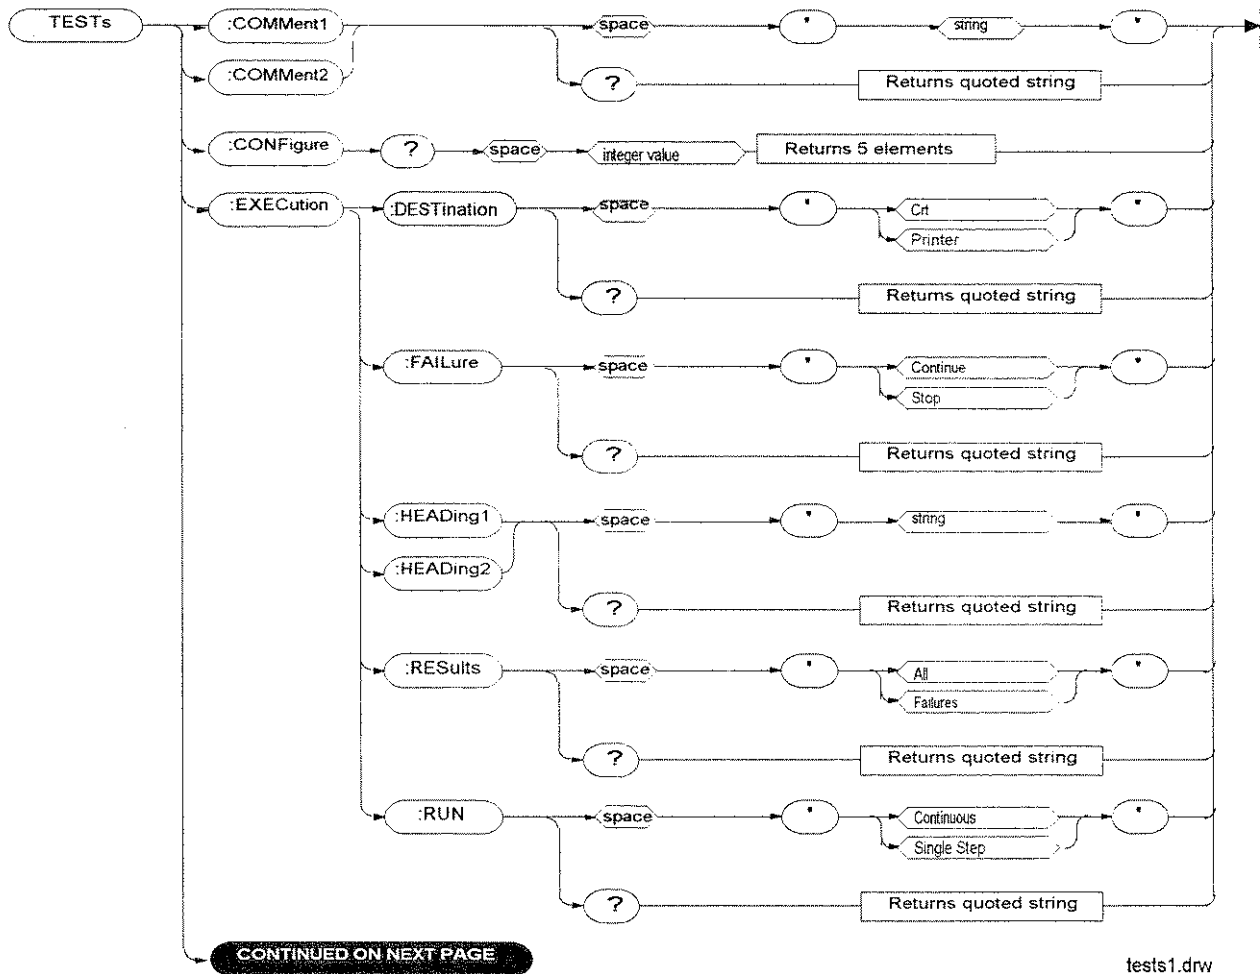 TESTs :COMMent1 space " string "
:COMMent2 ? Returns quoted string
:CONFigure ? space integer value Returns 5 elements
:EXECution :DESTination space " Crt "
Printer
? Returns quoted string
:FAILure space " Continue "
Stop
? Returns quoted string
:HEADing1 space " string "
:HEADing2
? Returns quoted string
:RESults space " All "
Failures
? Returns quoted string
:RUN space " Continuous "
Single Step
? Returns quoted string
CONTINUED ON NEXT PAGE
tests1.drw